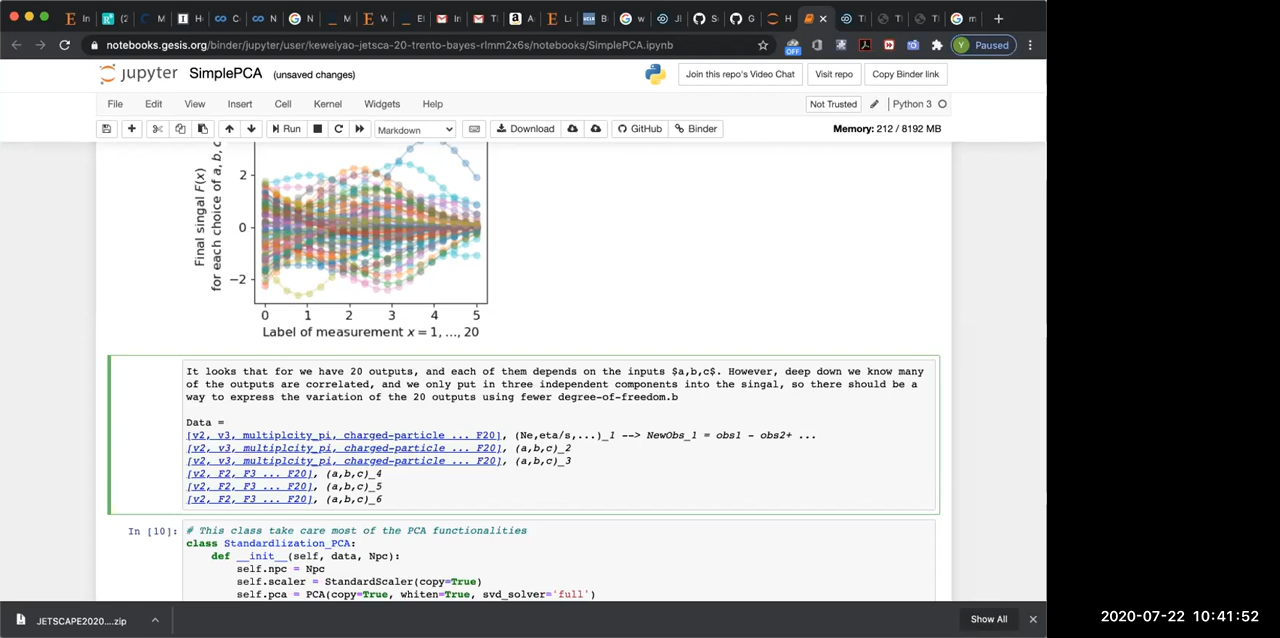 notebooks.gesis.org/binder/jupyter/user/keweiyao-jetsca-20-trento-bayes-rlmm2x6s/notebooks/SimplePCA.ipynb
OFF
Y Paused
jupyter SimplePCA (unsaved changes)
Join this repo's Video Chat
Visit repo
Copy Binder link
File Edit View Insert Cell Kernel Widgets Help
Not Trusted
Python 3
Run
Markdown
Download
GitHub
Binder
Memory: 212 / 8192 MB
Final singal F(x)
for each choice of a, b, c
2
0
−2
0 1 2 3 4 5
Label of measurement x = 1, ..., 20
It looks that for we have 20 outputs, and each of them depends on the inputs $a,b,c$. However, deep down we know many
of the outputs are correlated, and we only put in three independent components into the singal, so there should be a
way to express the variation of the 20 outputs using fewer degree-of-freedom.b
Data =
[v2, v3, multiplcity_pi, charged-particle ... F20], (Ne,eta/s,...)_1 --> NewObs_1 = obs1 - obs2+ ...
[v2, v3, multiplcity_pi, charged-particle ... F20], (a,b,c)_2
[v2, v3, multiplcity_pi, charged-particle ... F20], (a,b,c)_3
[v2, F2, F3 ... F20], (a,b,c)_4
[v2, F2, F3 ... F20], (a,b,c)_5
[v2, F2, F3 ... F20], (a,b,c)_6
In [10]:
# This class take care most of the PCA functionalities
class Standardlization_PCA:
def __init__(self, data, Npc):
self.npc = Npc
self.scaler = StandardScaler(copy=True)
self.pca = PCA(copy=True, whiten=True, svd_solver='full')
JETSCAPE2020....zip
Show All
2020-07-22 10:41:52